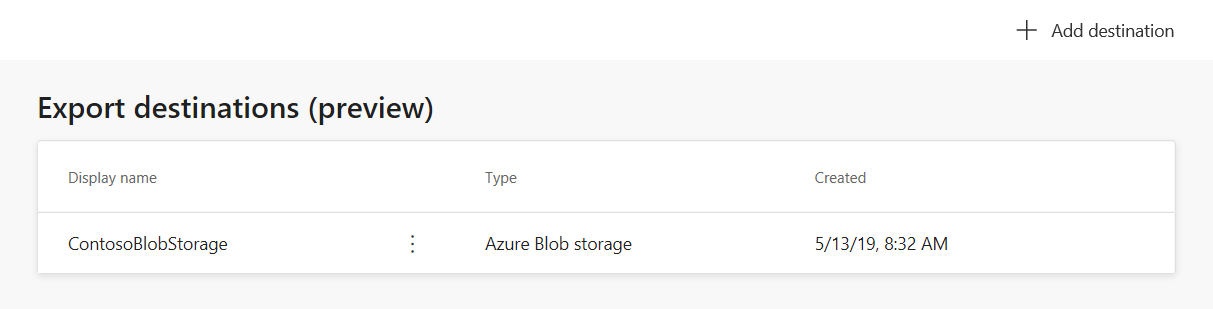 Add destination
Export destinations (preview)
Display name Type Created
ContosoBlobStorage Azure Blob storage 5/13/19, 8:32 AM